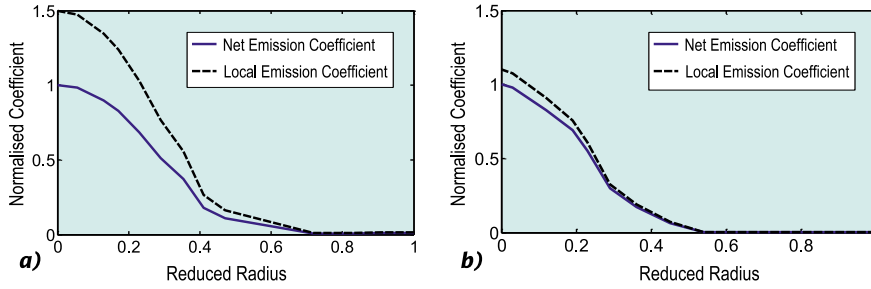 1.5
1
0.5
0
Normalised Coefficient
Net Emission Coefficient
Local Emission Coefficient
0 0.2 0.4 0.6 0.8 1
Reduced Radius
a)
1.5
1
0.5
0
Normalised Coefficient
Net Emission Coefficient
Local Emission Coefficient
0 0.2 0.4 0.6 0.8
Reduced Radius
b)